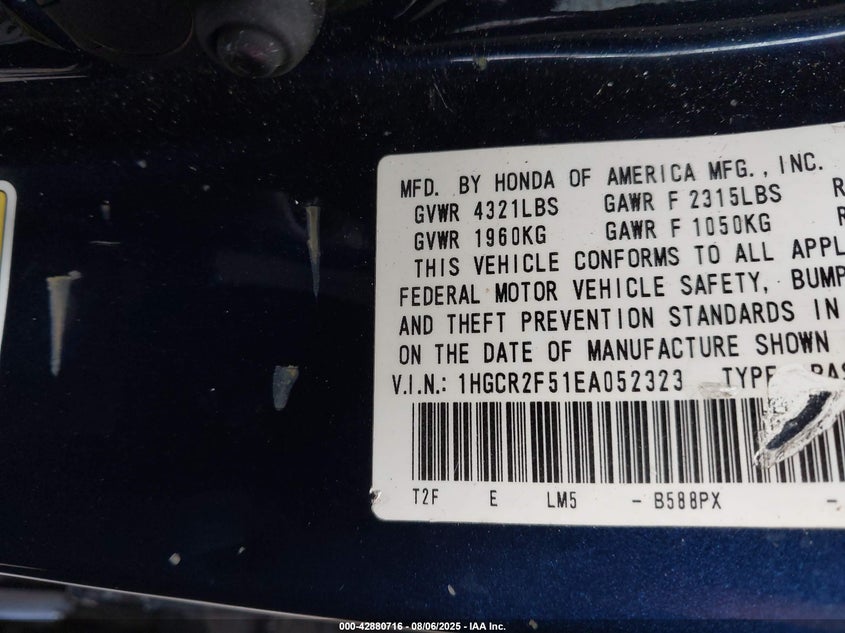 MFD. BY HONDA OF AMERICA MFG., INC.
GVWR 4321LBS GAWR F 2315LBS R
GVWR 1960KG GAWR F 1050KG R
THIS VEHICLE CONFORMS TO ALL APPL
FEDERAL MOTOR VEHICLE SAFETY, BUMP
AND THEFT PREVENTION STANDARDS IN
ON THE DATE OF MANUFACTURE SHOWN
V.I.N.: 1HGCR2F51EA052323 TYPE PAS
T2F E LM5 - B588PX -
000-42880716 - 08/06/2025 - IAA Inc.